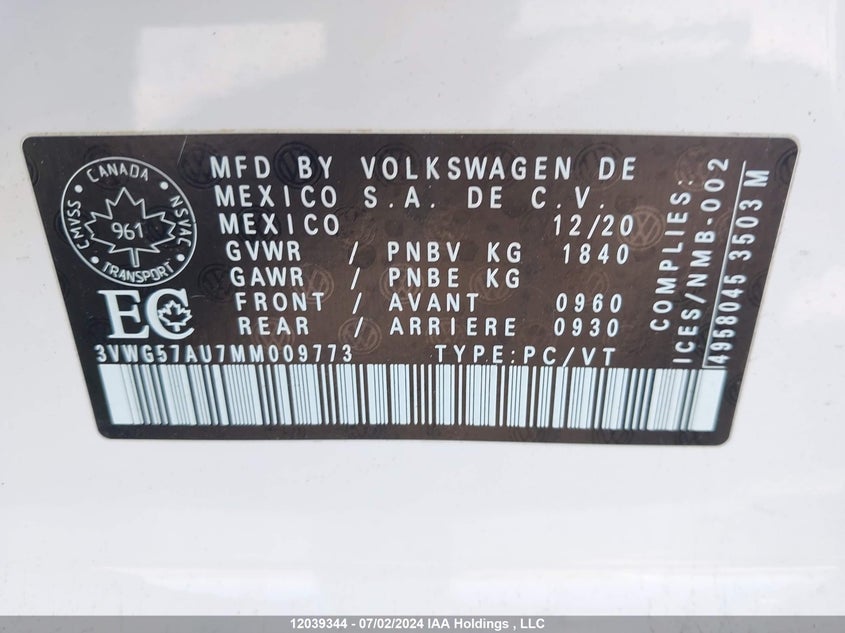 CANADA
CMVSS NSVAC
961
TRANSPORT
EC
MFD BY VOLKSWAGEN DE
MEXICO S.A. DE C.V.
MEXICO 12/20
GVWR / PNBV KG 1840
GAWR / PNBE KG
FRONT / AVANT 0960
REAR / ARRIERE 0930
3VWG57AU7MM009773 TYPE:PC/VT
COMPLIES:
ICES/NMB-002
4958045 3503 M
12039344 - 07/02/2024 IAA Holdings , LLC